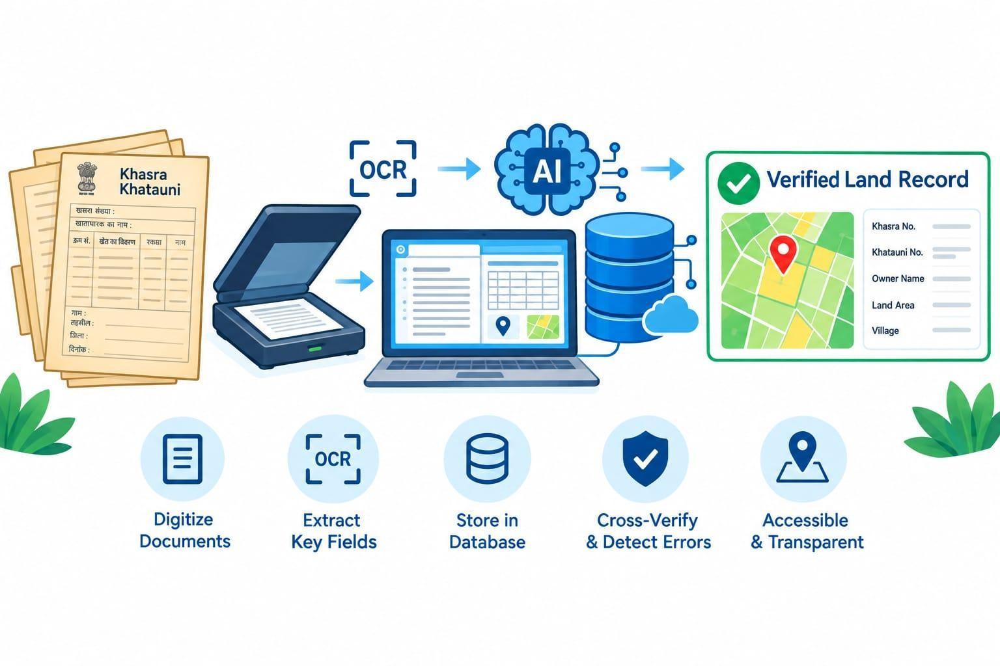 Khasra
Khatauni
खसरा संख्या :
खाताधारक का नाम :
क्रम सं. खेत का विवरण रकबा नाम
गाम :
तहसील :
जिला :
दिनांक :
OCR
AI
Verified Land Record
Khasra No.
Khatauni No.
Owner Name
Land Area
Village
OCR
Digitize
Documents
Extract
Key Fields
Store in
Database
Cross-Verify
& Detect Errors
Accessible
& Transparent